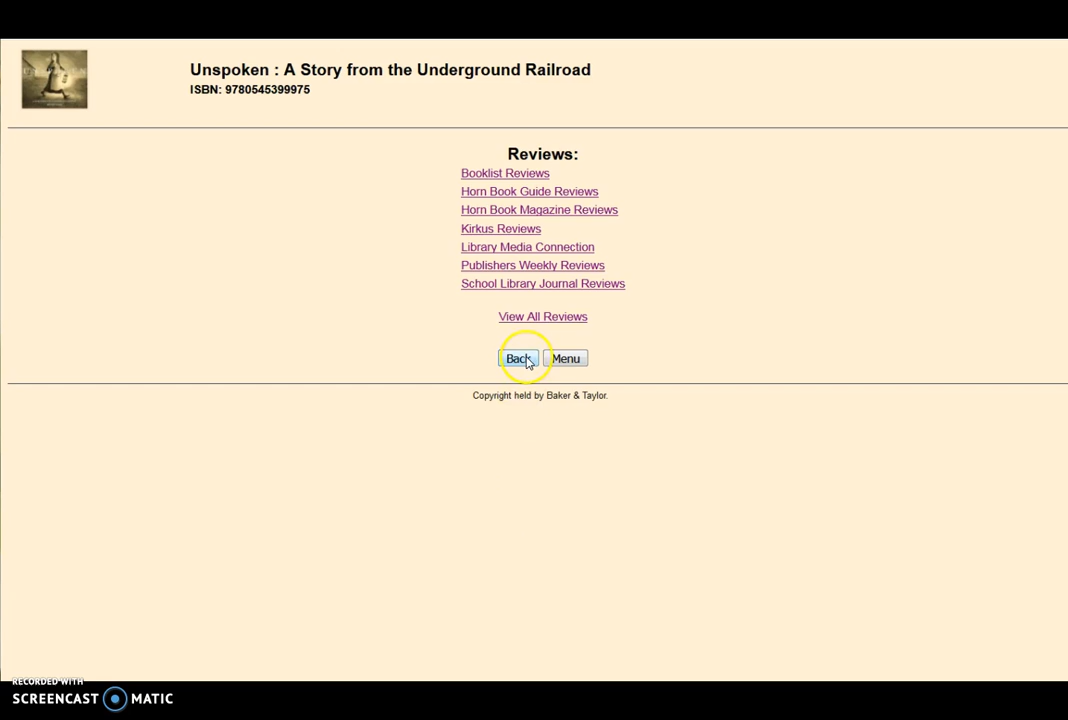 Unspoken : A Story from the Underground Railroad
ISBN: 9780545399975
Reviews:
Booklist Reviews
Horn Book Guide Reviews
Horn Book Magazine Reviews
Kirkus Reviews
Library Media Connection
Publishers Weekly Reviews
School Library Journal Reviews
View All Reviews
Back Menu
Copyright held by Baker & Taylor.
RECORDED WITH
SCREENCAST MATIC